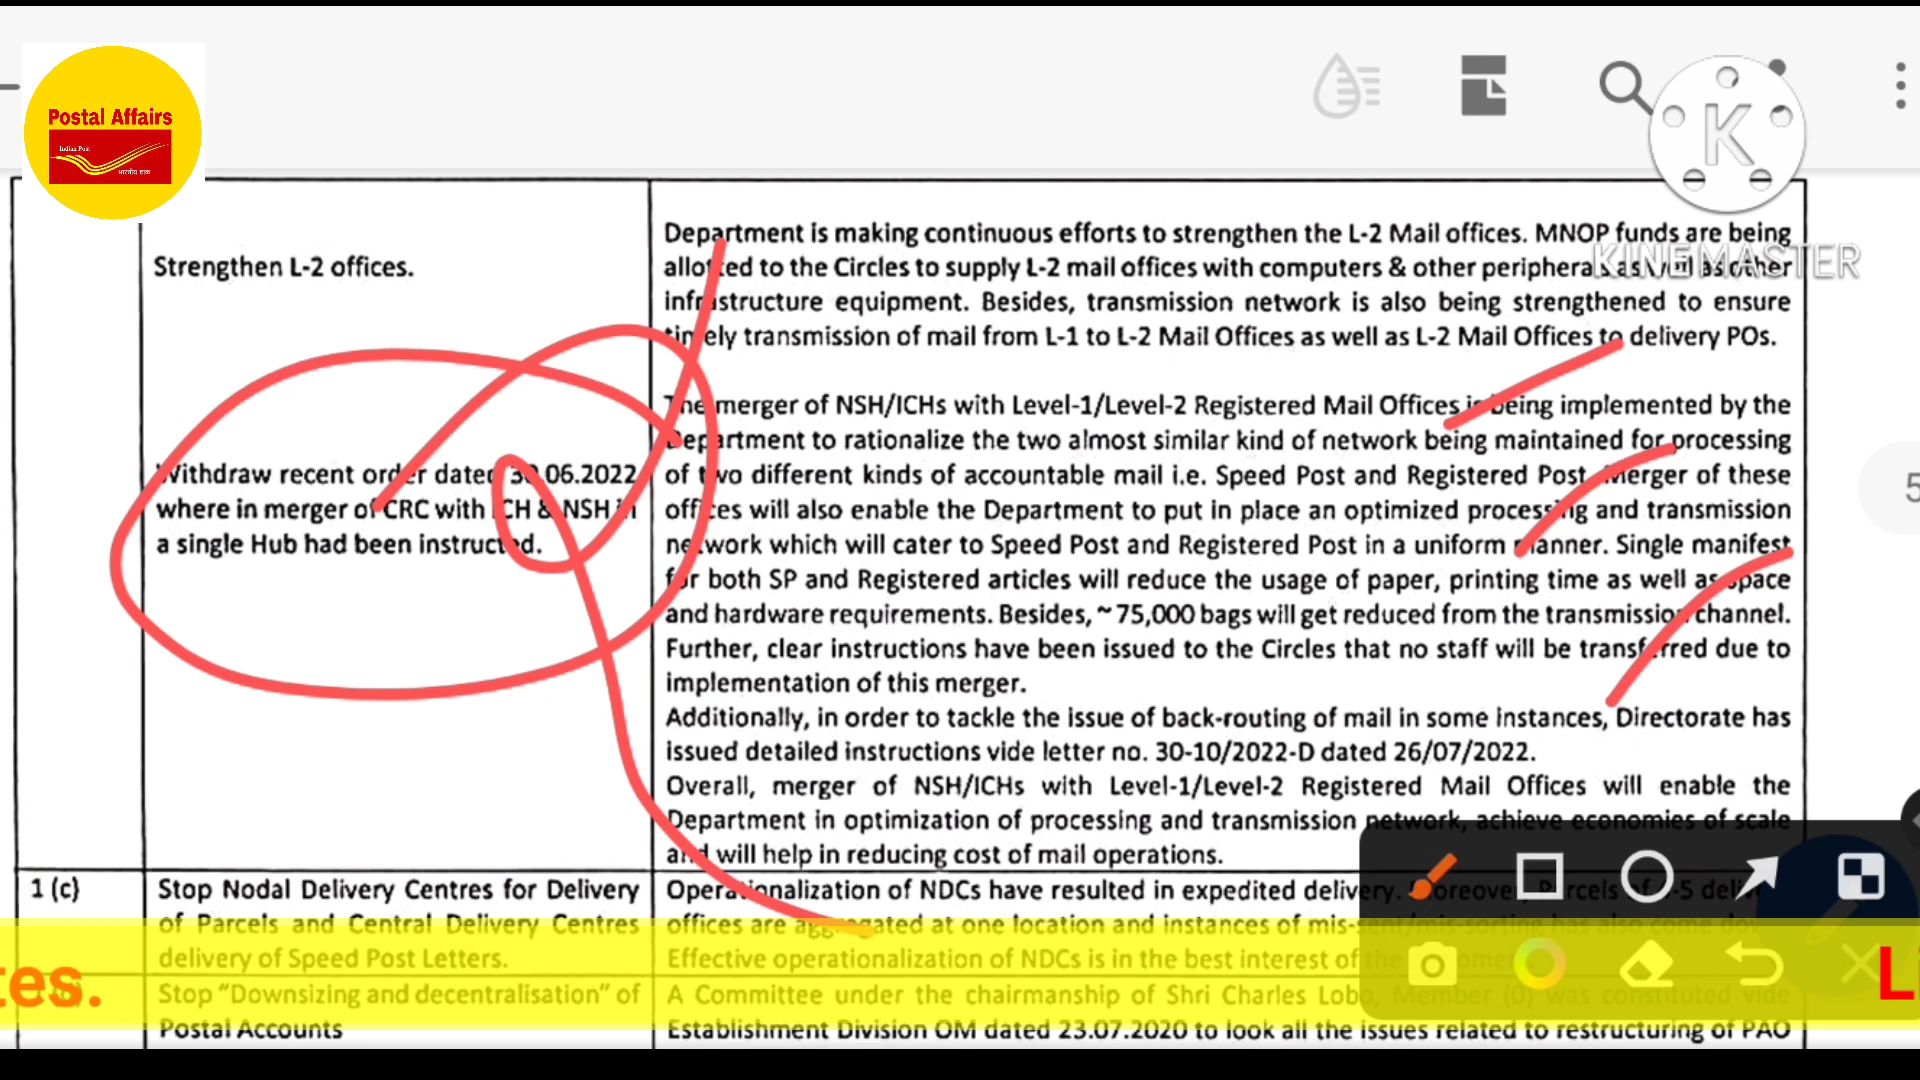 Postal Affairs
Indian Post
भारतीय डाक
K
KINEMASTER
5
Strengthen L-2 offices.
Department is making continuous efforts to strengthen the L-2 Mail offices. MNOP funds are being
allotted to the Circles to supply L-2 mail offices with computers & other peripherals as well as other
infrastructure equipment. Besides, transmission network is also being strengthened to ensure
timely transmission of mail from L-1 to L-2 Mail Offices as well as L-2 Mail Offices to delivery POs.
Withdraw recent order dated 30.06.2022
where in merger of CRC with ICH & NSH in
a single Hub had been instructed.
The merger of NSH/ICHs with Level-1/Level-2 Registered Mail Offices is being implemented by the
Department to rationalize the two almost similar kind of network being maintained for processing
of two different kinds of accountable mail i.e. Speed Post and Registered Post. Merger of these
offices will also enable the Department to put in place an optimized processing and transmission
network which will cater to Speed Post and Registered Post in a uniform manner. Single manifest
for both SP and Registered articles will reduce the usage of paper, printing time as well as space
and hardware requirements. Besides, ~ 75,000 bags will get reduced from the transmission channel.
Further, clear instructions have been issued to the Circles that no staff will be transferred due to
implementation of this merger.
Additionally, in order to tackle the issue of back-routing of mail in some instances, Directorate has
issued detailed instructions vide letter no. 30-10/2022-D dated 26/07/2022.
Overall, merger of NSH/ICHs with Level-1/Level-2 Registered Mail Offices will enable the
Department in optimization of processing and transmission network, achieve economies of scale
and will help in reducing cost of mail operations.
1 (c)
Stop Nodal Delivery Centres for Delivery
of Parcels and Central Delivery Centres
delivery of Speed Post Letters.
Operationalization of NDCs have resulted in expedited delivery. Moreover, Parcels of 4-5
offices are aggregated at one location and instances of mis-sent/mis-sorting has also come
Effective operationalization of NDCs is in the best interest of the
Stop "Downsizing and decentralisation" of
Postal Accounts
A Committee under the chairmanship of Shri Charles Lobo, Member (O) was constituted vide
Establishment Division OM dated 23.07.2020 to look all the issues related to restructuring of PAO
tes.
L